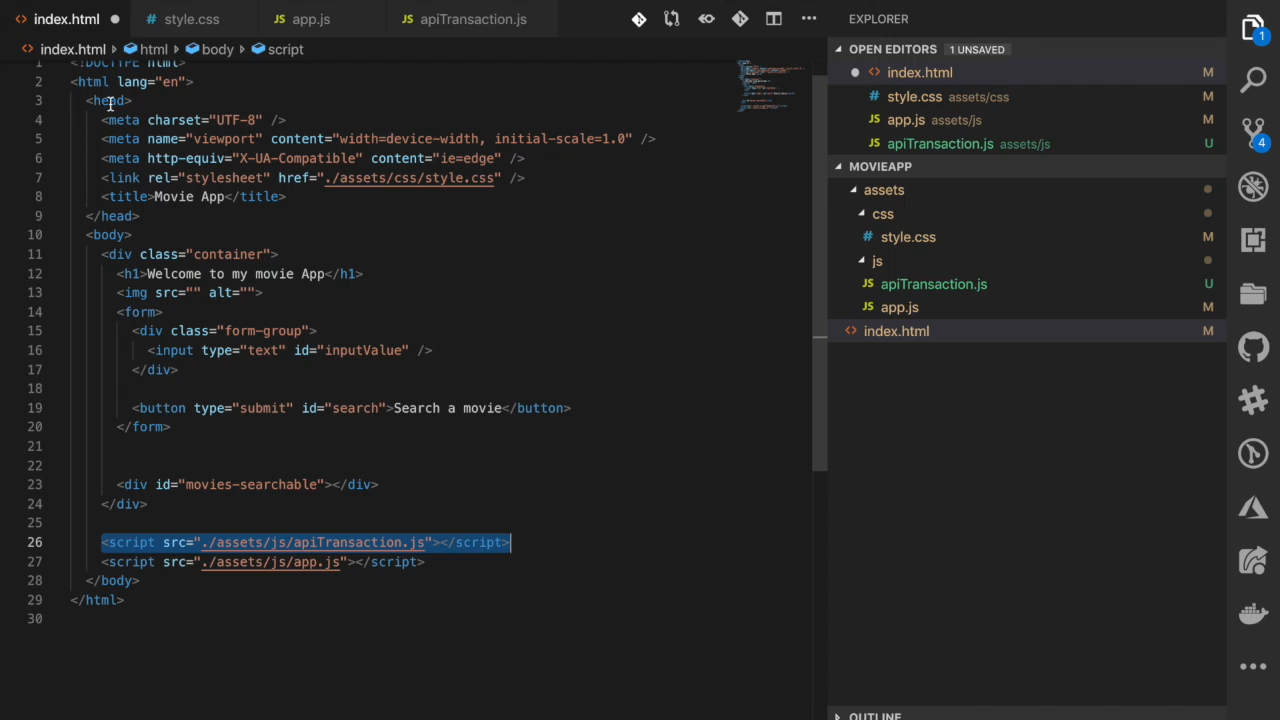 index.html
style.css
app.js
apiTransaction.js
EXPLORER
index.html html body script
OPEN EDITORS 1 UNSAVED
index.html M
style.css assets/css M
app.js assets/js M
apiTransaction.js assets/js U
MOVIEAPP
assets
css
style.css M
js
apiTransaction.js U
app.js M
index.html M
OUTLINE
1
4
1 <!DOCTYPE html>
2 <html lang="en">
3 <head>
4 <meta charset="UTF-8" />
5 <meta name="viewport" content="width=device-width, initial-scale=1.0" />
6 <meta http-equiv="X-UA-Compatible" content="ie=edge" />
7 <link rel="stylesheet" href="./assets/css/style.css" />
8 <title>Movie App</title>
9 </head>
10 <body>
11 <div class="container">
12 <h1>Welcome to my movie App</h1>
13 <img src="" alt="">
14 <form>
15 <div class="form-group">
16 <input type="text" id="inputValue" />
17 </div>
18
19 <button type="submit" id="search">Search a movie</button>
20 </form>
21
22
23 <div id="movies-searchable"></div>
24 </div>
25
26 <script src="./assets/js/apiTransaction.js"></script>
27 <script src="./assets/js/app.js"></script>
28 </body>
29 </html>
30